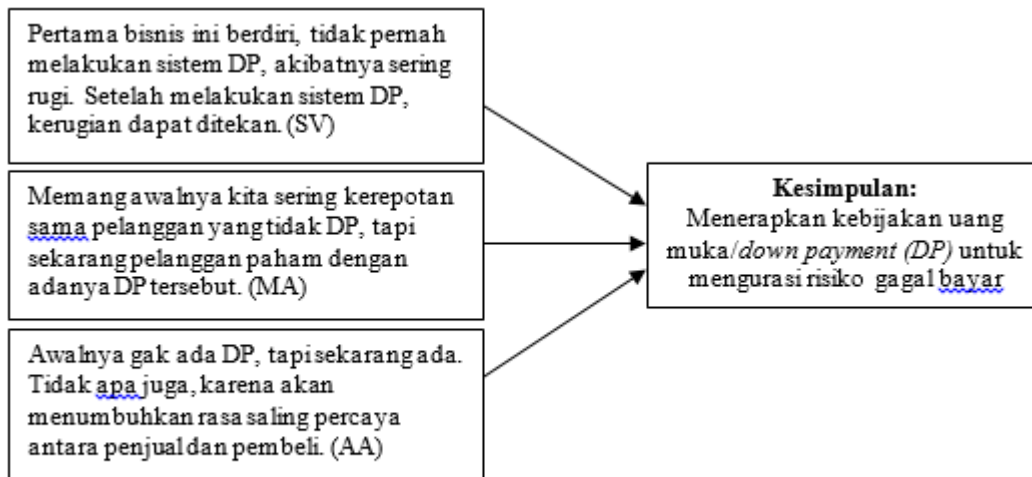 Pertama bisnis ini berdiri, tidak pernah
melakukan sistem DP, akibatnya sering
rugi. Setelah melakukan sistem DP,
kerugian dapat ditekan. (SV)
Memang awalnya kita sering kerepotan
sama pelanggan yang tidak DP, tapi
sekarang pelanggan paham dengan
adanya DP tersebut. (MA)
Awalnya gak ada DP, tapi sekarang ada.
Tidak apa juga, karena akan
menumbuhkan rasa saling percaya
antara penjual dan pembeli. (AA)
Kesimpulan:
Menerapkan kebijakan uang
muka/down payment (DP) untuk
mengurasi risiko gagal bayar